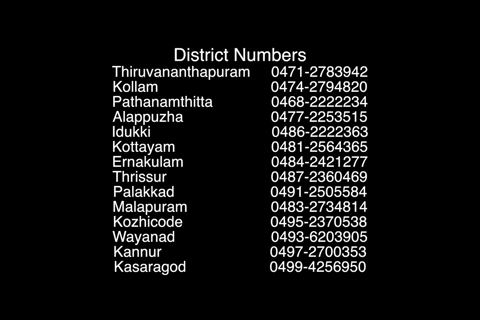 District Numbers
Thiruvananthapuram 0471-2783942
Kollam 0474-2794820
Pathanamthitta 0468-2222234
Alappuzha 0477-2253515
Idukki 0486-2222363
Kottayam 0481-2564365
Ernakulam 0484-2421277
Thrissur 0487-2360469
Palakkad 0491-2505584
Malapuram 0483-2734814
Kozhicode 0495-2370538
Wayanad 0493-6203905
Kannur 0497-2700353
Kasaragod 0499-4256950